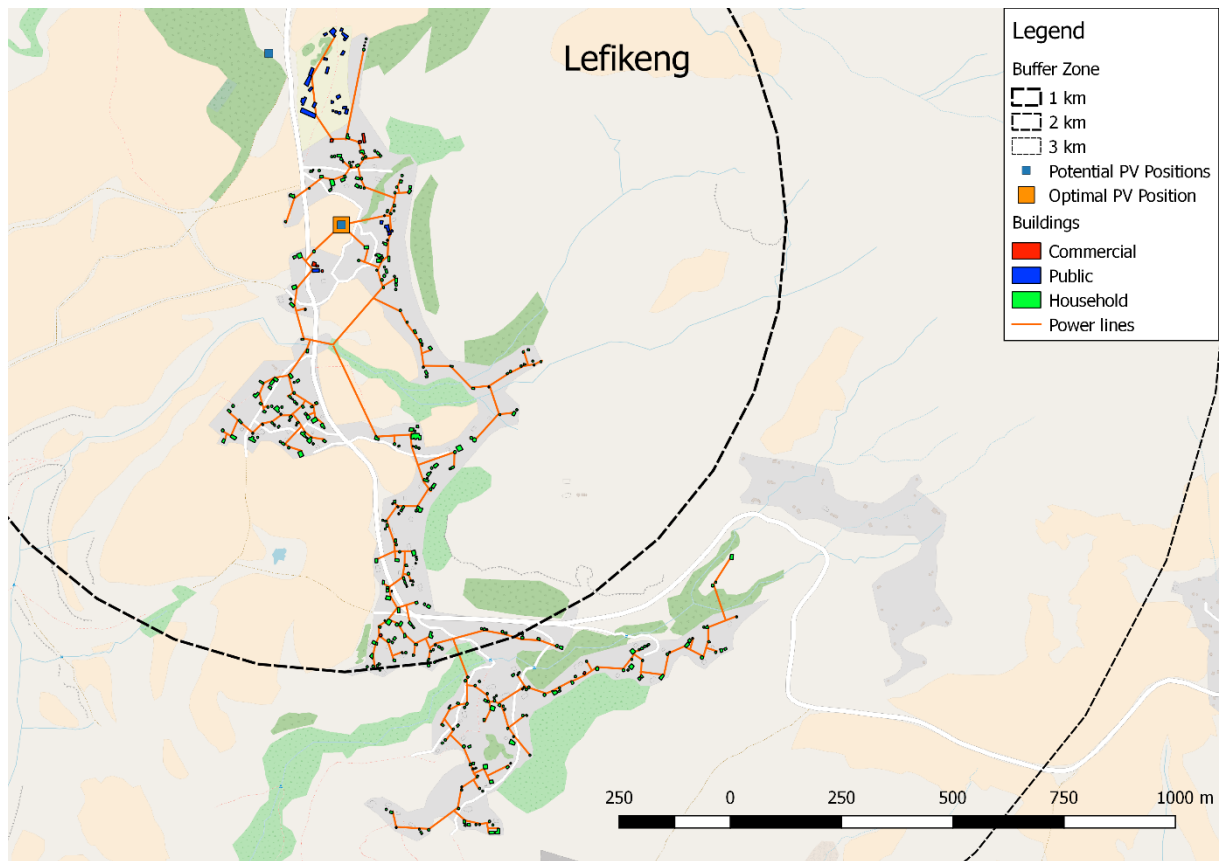 Lefikeng
Legend
Buffer Zone
1 km
2 km
3 km
Potential PV Positions
Optimal PV Position
Buildings
Commercial
Public
Household
Power lines
250 0 250 500 750 1000 m